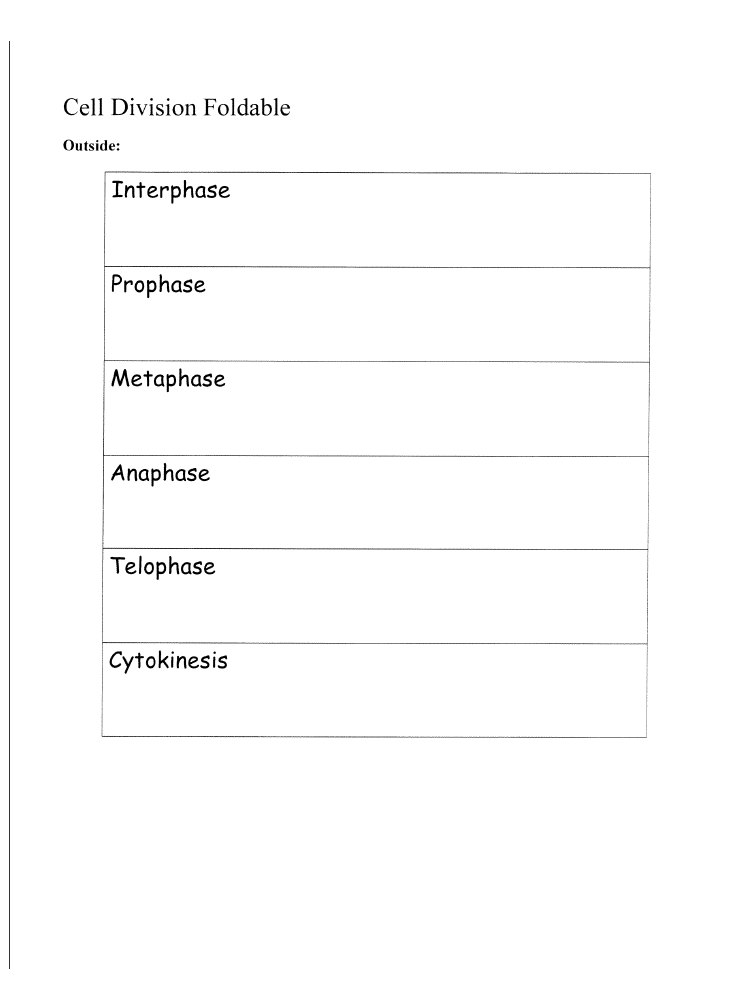 Cell Division Foldable
Outside:
Interphase
Prophase
Metaphase
Anaphase
Telophase
Cytokinesis